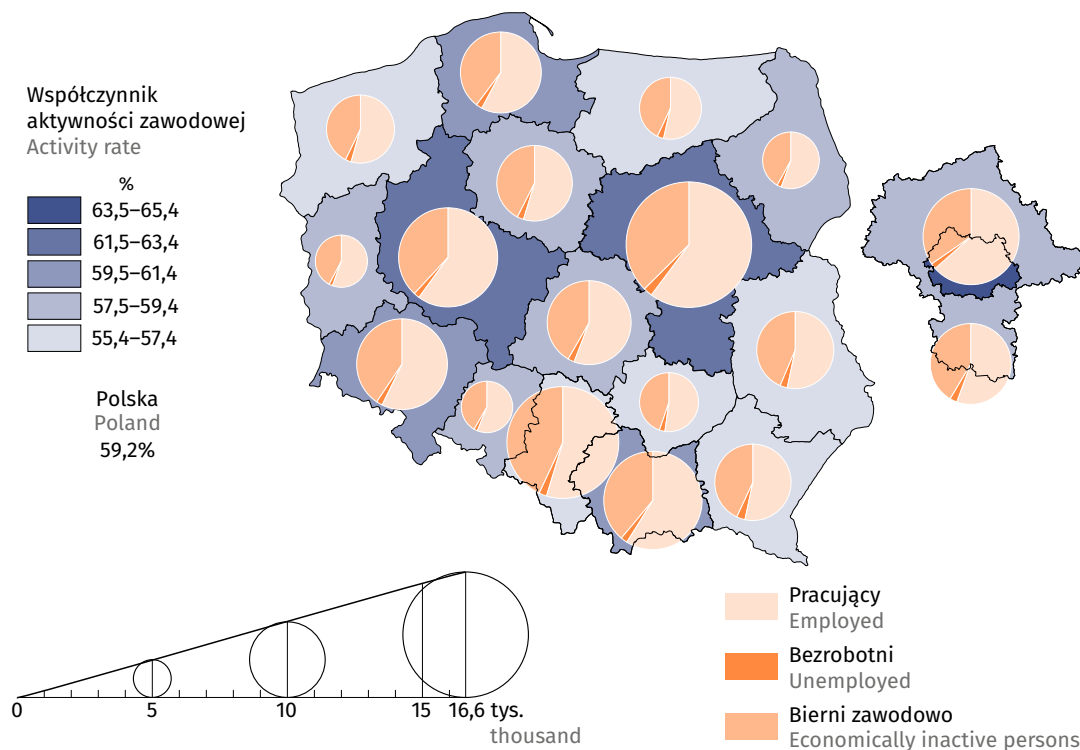 Współczynnik
aktywności zawodowej
Activity rate
%
63,5–65,4
61,5–63,4
59,5–61,4
57,5–59,4
55,4–57,4
Polska
Poland
59,2%
0 5 10 15 16,6 tys.
thousand
Pracujący
Employed
Bezrobotni
Unemployed
Bierni zawodowo
Economically inactive persons